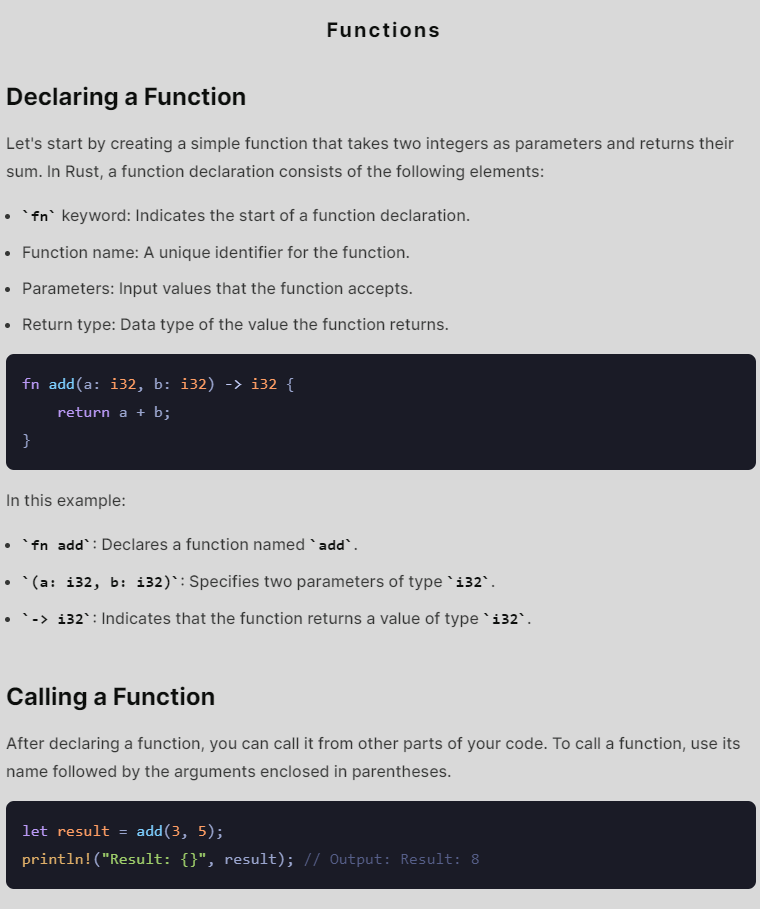 Functions
Declaring a Function
Let's start by creating a simple function that takes two integers as parameters and returns their
sum. In Rust, a function declaration consists of the following elements:
• `fn` keyword: Indicates the start of a function declaration.
• Function name: A unique identifier for the function.
• Parameters: Input values that the function accepts.
• Return type: Data type of the value the function returns.
fn add(a: i32, b: i32) -> i32 {
    return a + b;
}
In this example:
• `fn add`: Declares a function named `add`.
• `(a: i32, b: i32)`: Specifies two parameters of type `i32`.
• `-> i32`: Indicates that the function returns a value of type `i32`.
Calling a Function
After declaring a function, you can call it from other parts of your code. To call a function, use its
name followed by the arguments enclosed in parentheses.
let result = add(3, 5);
println!("Result: {}", result); // Output: Result: 8